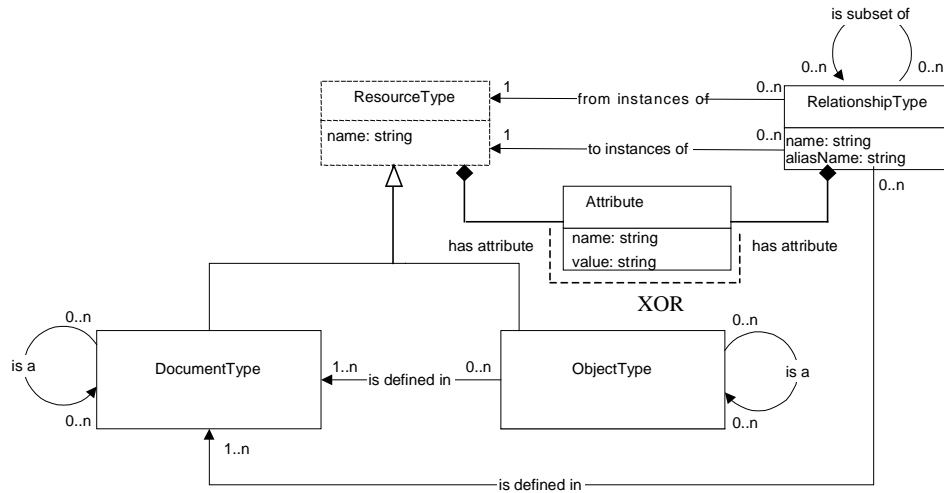 is subset of
0..n
0..n
ResourceType
name: string
1
from instances of
0..n
RelationshipType
1
to instances of
0..n
name: string
aliasName: string
0..n
Attribute
name: string
value: string
has attribute
has attribute
XOR
0..n
is a
0..n
DocumentType
1..n
is defined in
0..n
ObjectType
0..n
is a
0..n
1..n
is defined in